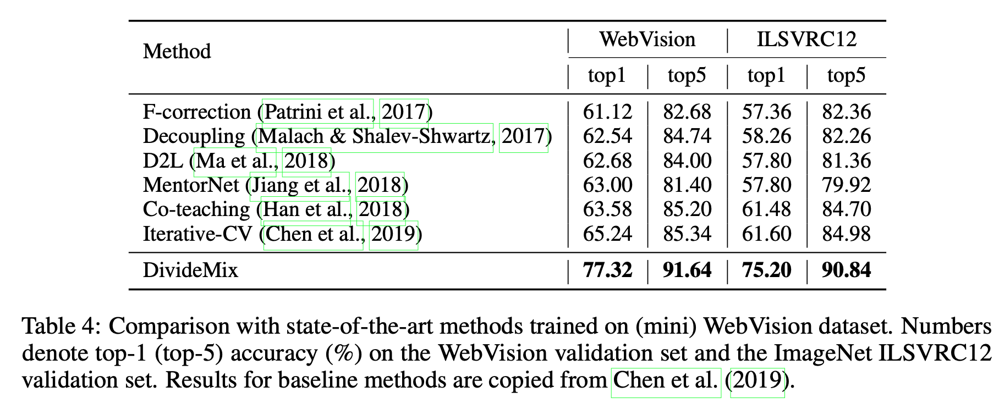 Method WebVision ILSVRC12
top1 top5 top1 top5
F-correction (Patrini et al., 2017) 61.12 82.68 57.36 82.36
Decoupling (Malach & Shalev-Shwartz, 2017) 62.54 84.74 58.26 82.26
D2L (Ma et al., 2018) 62.68 84.00 57.80 81.36
MentorNet (Jiang et al., 2018) 63.00 81.40 57.80 79.92
Co-teaching (Han et al., 2018) 63.58 85.20 61.48 84.70
Iterative-CV (Chen et al., 2019) 65.24 85.34 61.60 84.98
DivideMix 77.32 91.64 75.20 90.84
Table 4: Comparison with state-of-the-art methods trained on (mini) WebVision dataset. Numbers
denote top-1 (top-5) accuracy (%) on the WebVision validation set and the ImageNet ILSVRC12
validation set. Results for baseline methods are copied from Chen et al. (2019).